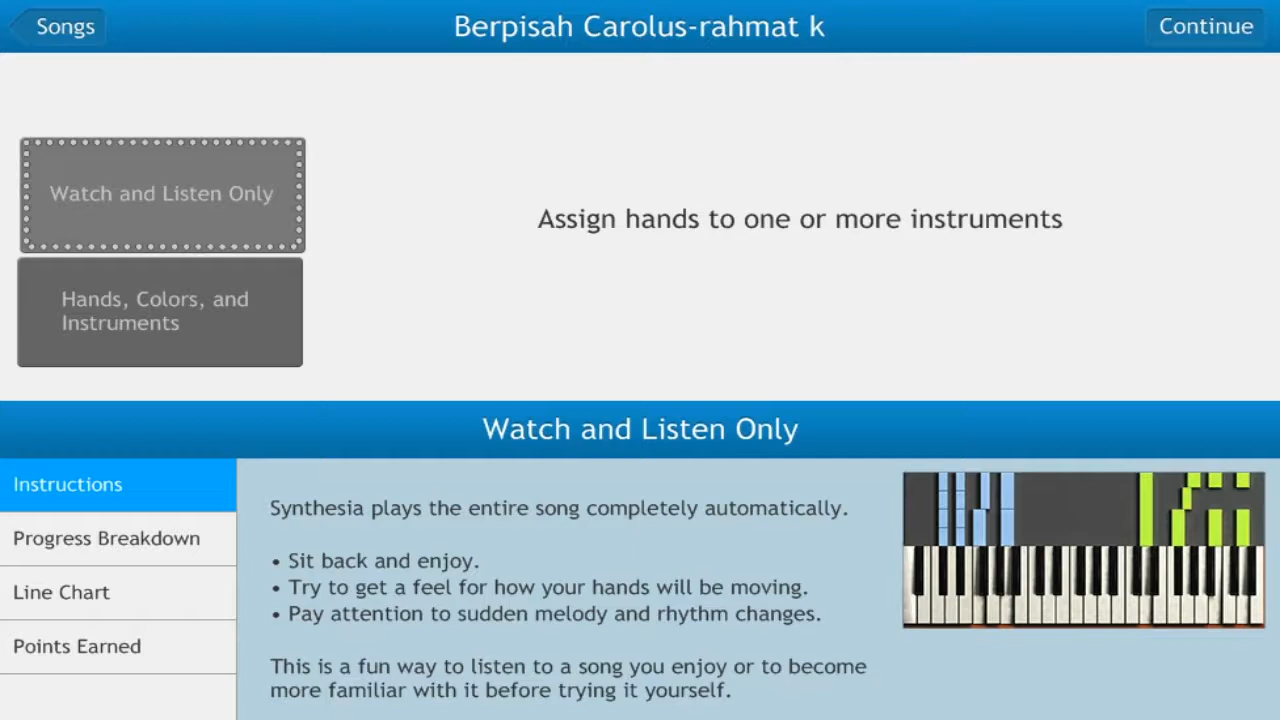 Songs
Berpisah Carolus-rahmat k
Continue
Watch and Listen Only
Assign hands to one or more instruments
Hands, Colors, and
Instruments
Watch and Listen Only
Instructions
Progress Breakdown
Line Chart
Points Earned
Synthesia plays the entire song completely automatically.
• Sit back and enjoy.
• Try to get a feel for how your hands will be moving.
• Pay attention to sudden melody and rhythm changes.
This is a fun way to listen to a song you enjoy or to become
more familiar with it before trying it yourself.